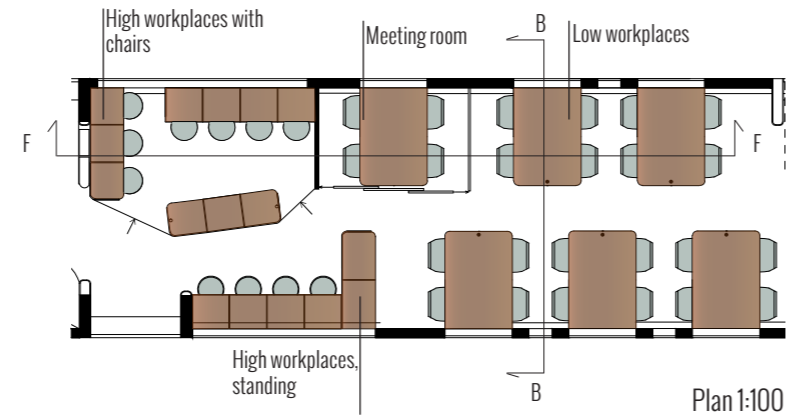 High workplaces with
chairs
Meeting room
B
Low workplaces
F
F
High workplaces,
standing
B
Plan 1:100